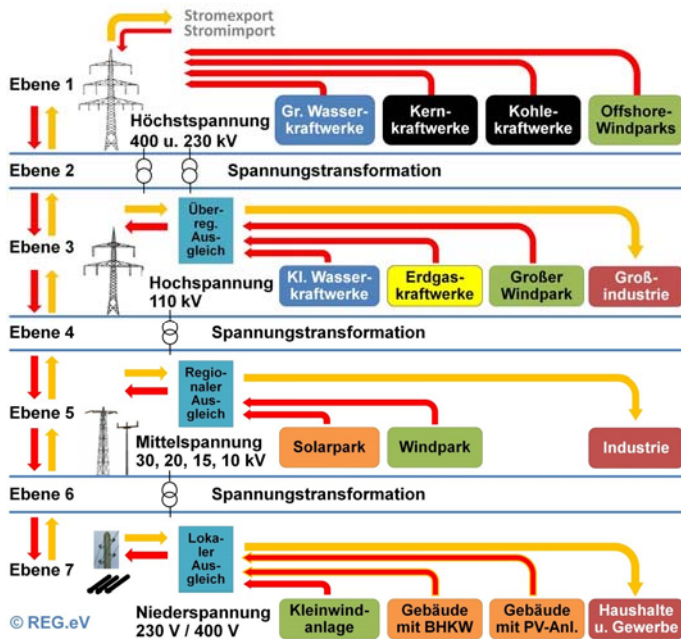 Stromexport
Stromimport
Ebene 1
Höchstspannung
400 u. 230 kV
Gr. Wasser-
kraftwerke
Kern-
kraftwerke
Kohle-
kraftwerke
Offshore-
Windparks
Ebene 2
Spannungstransformation
Ebene 3
Über-
reg.
Aus-
gleich
Hochspannung
110 kV
Kl. Wasser-
kraftwerke
Erdgas-
kraftwerke
Großer
Windpark
Groß-
industrie
Ebene 4
Spannungstransformation
Ebene 5
Regio-
naler
Aus-
gleich
Mittelspannung
30, 20, 15, 10 kV
Solarpark
Windpark
Industrie
Ebene 6
Spannungstransformation
Ebene 7
Loka-
ler
Aus-
gleich
Niederspannung
230 V / 400 V
Kleinwind-
anlage
Gebäude
mit BHKW
Gebäude
mit PV-Anl.
Haushalte
u. Gewerbe
© REG.eV